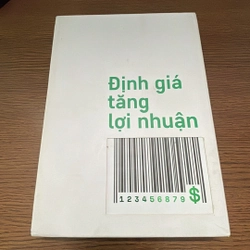 Định giá
tăng
lợi nhuận
123456879$